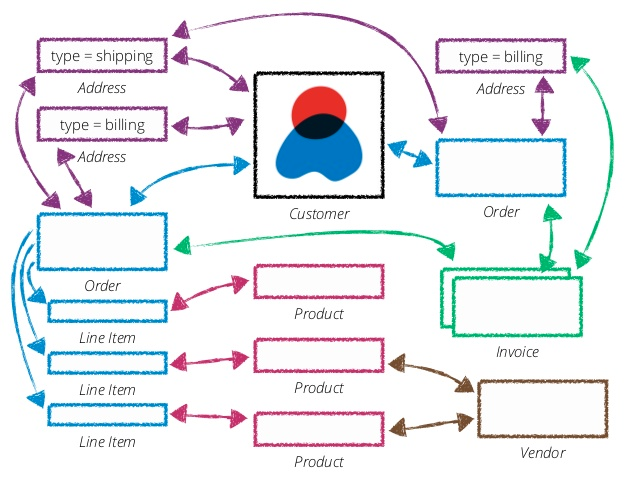 type = shipping
Address
type = billing
Address
type = billing
Address
Customer
Order
Order
Line Item
Line Item
Line Item
Product
Product
Product
Invoice
Vendor